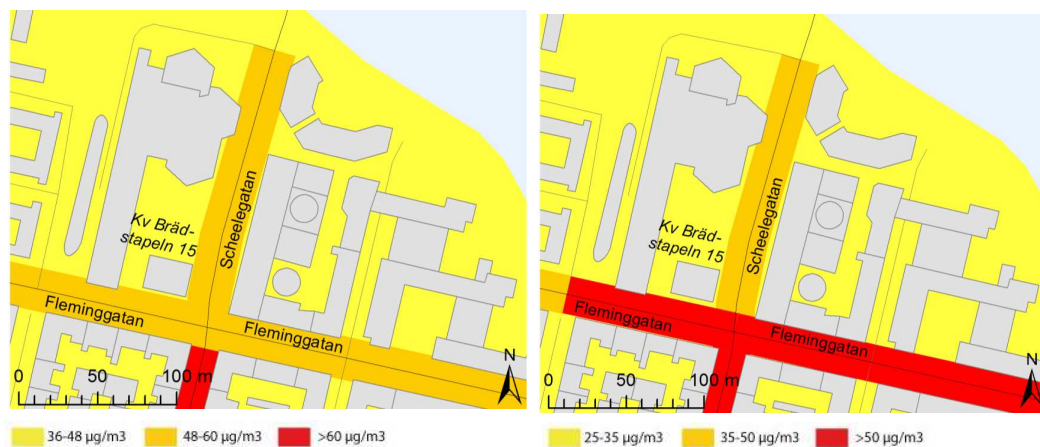 Kv Bräd-
stapeln 15
Scheelegatan
Fleminggatan
Fleminggatan
N
0 50 100 m
36-48 µg/m3 48-60 µg/m3 >60 µg/m3
Kv Bräd-
stapeln 15
Scheelegatan
Fleminggatan
Fleminggatan
N
0 50 100 m
25-35 µg/m3 35-50 µg/m3 >50 µg/m3